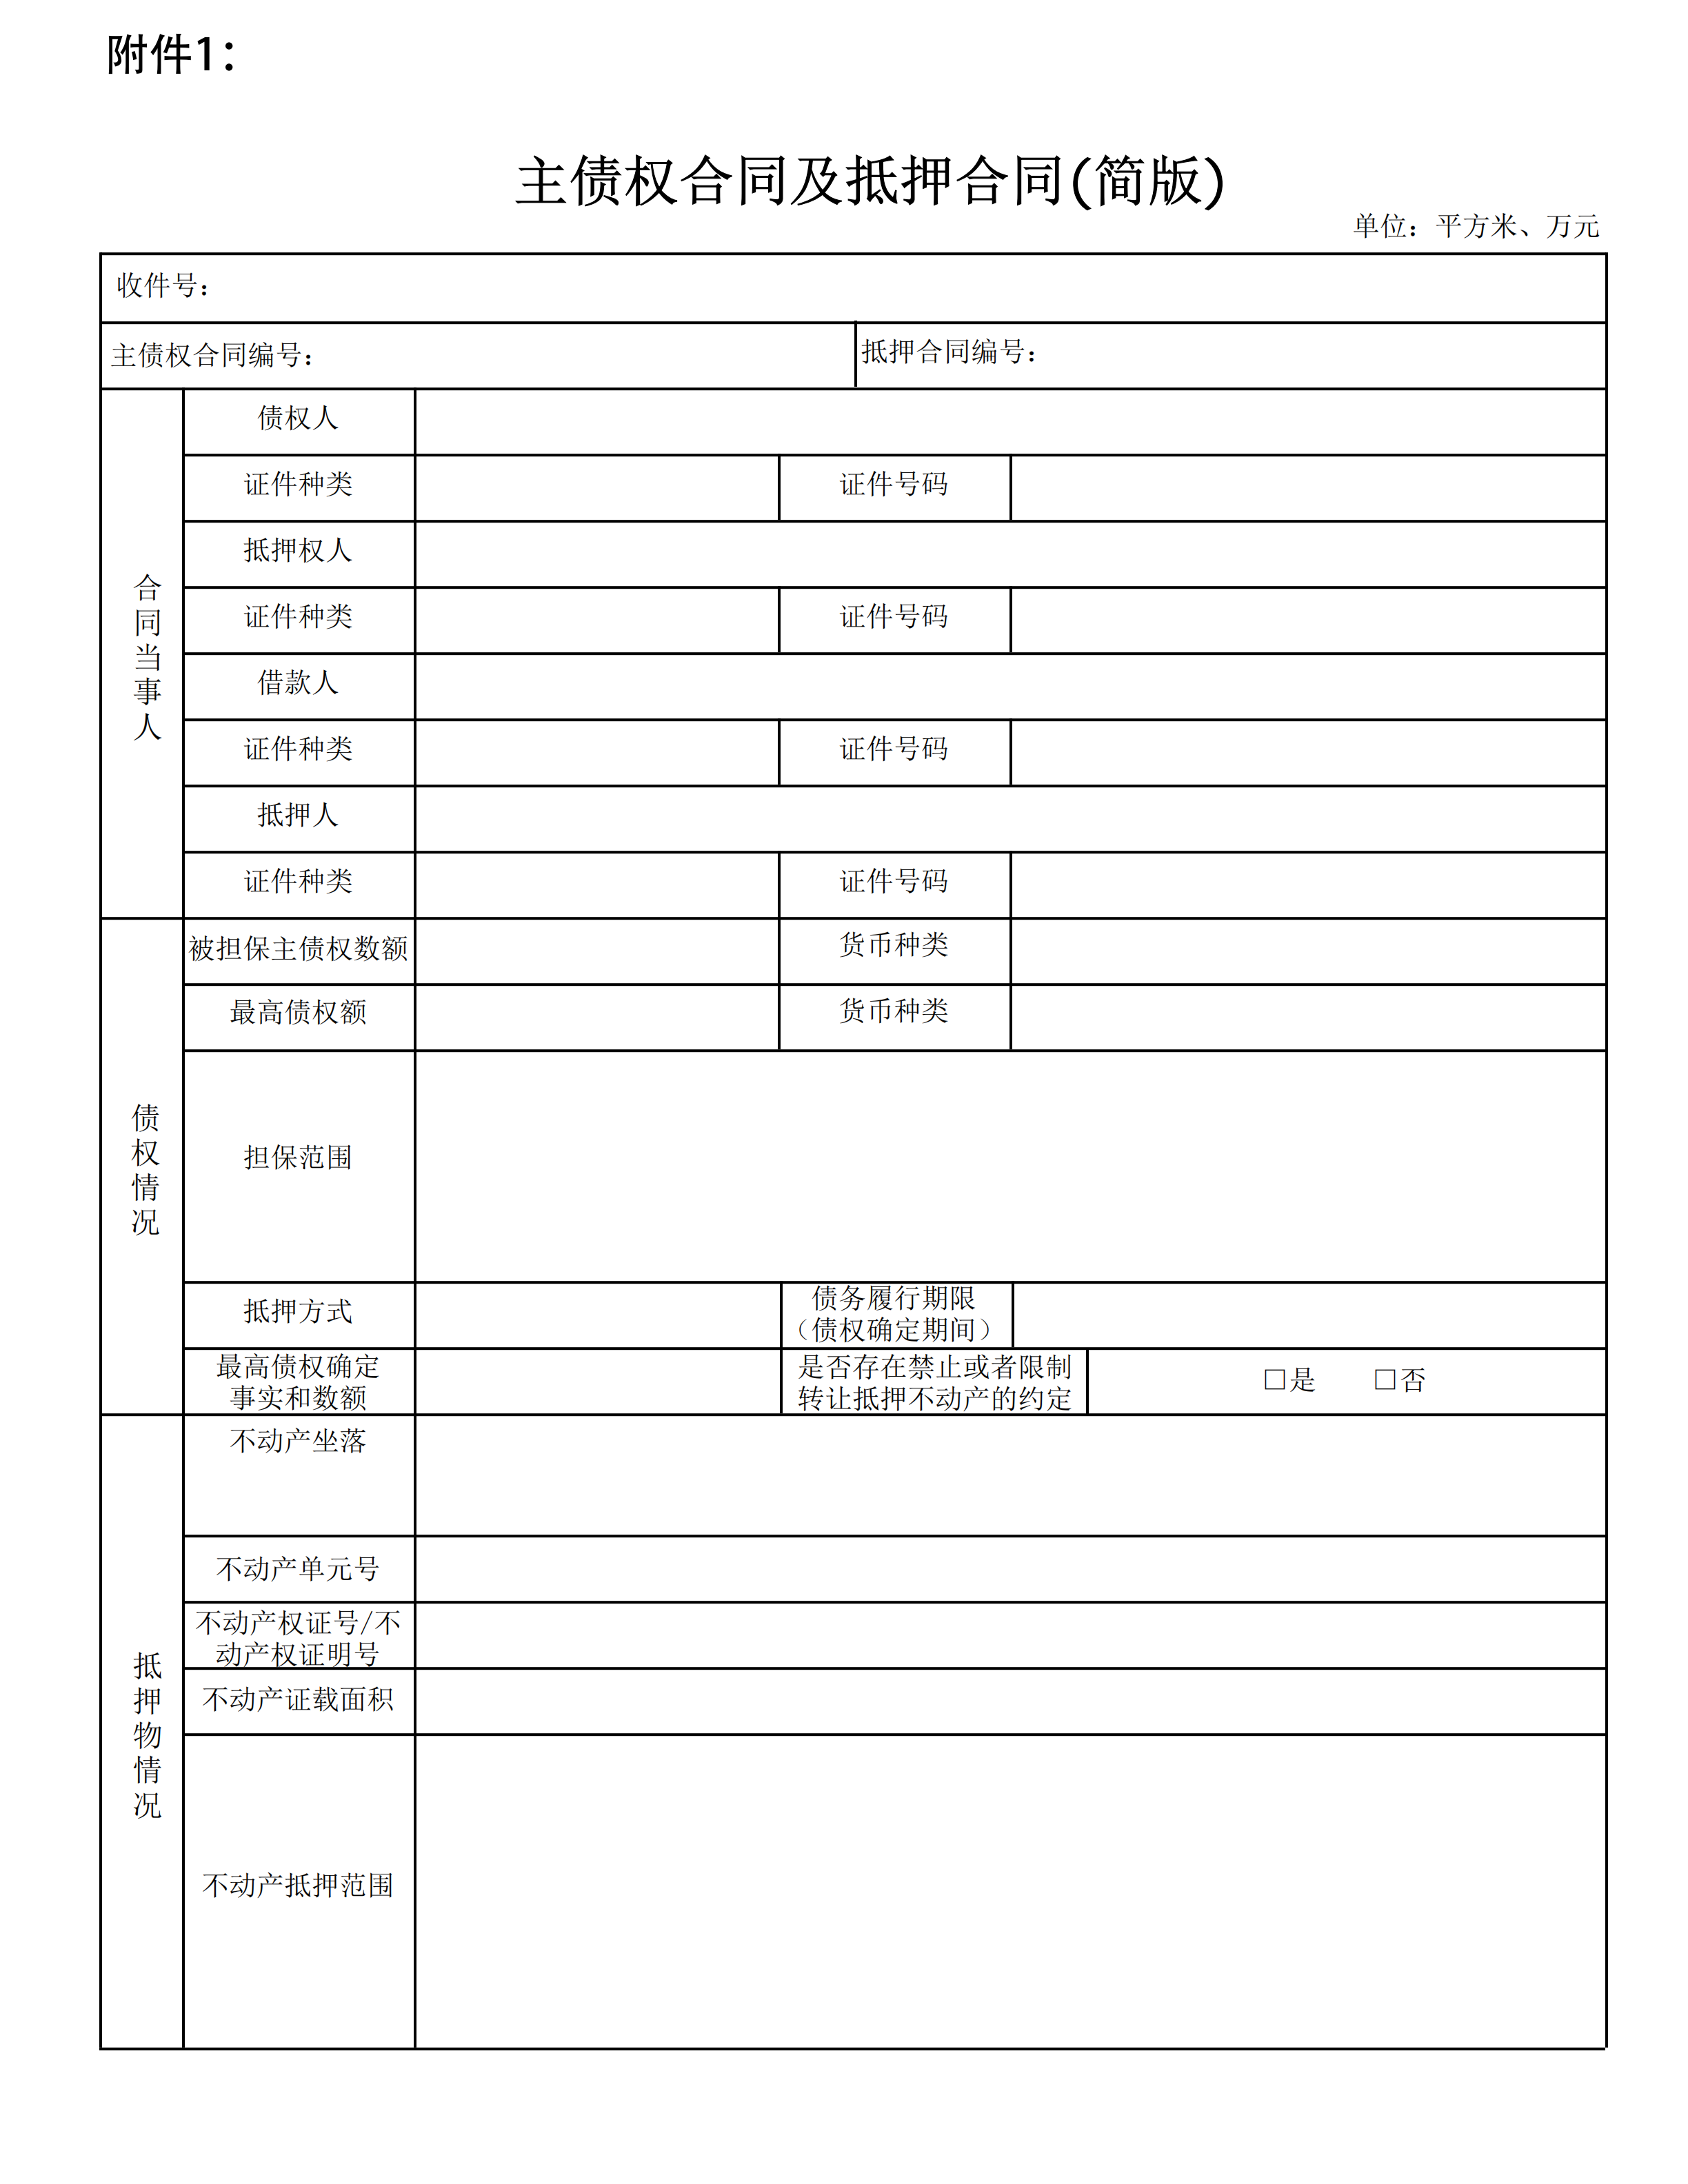 附件1：
主债权合同及抵押合同(简版)
单位：平方米、万元
收件号：
主债权合同编号：
抵押合同编号：
合同当事人
债权人
证件种类
证件号码
抵押权人
证件种类
证件号码
借款人
证件种类
证件号码
抵押人
证件种类
证件号码
债权情况
被担保主债权数额
货币种类
最高债权额
货币种类
担保范围
抵押方式
债务履行期限
（债权确定期间）
最高债权确定
事实和数额
是否存在禁止或者限制
转让抵押不动产的约定
□是 □否
抵押物情况
不动产坐落
不动产单元号
不动产权证号/不
动产权证明号
不动产证载面积
不动产抵押范围